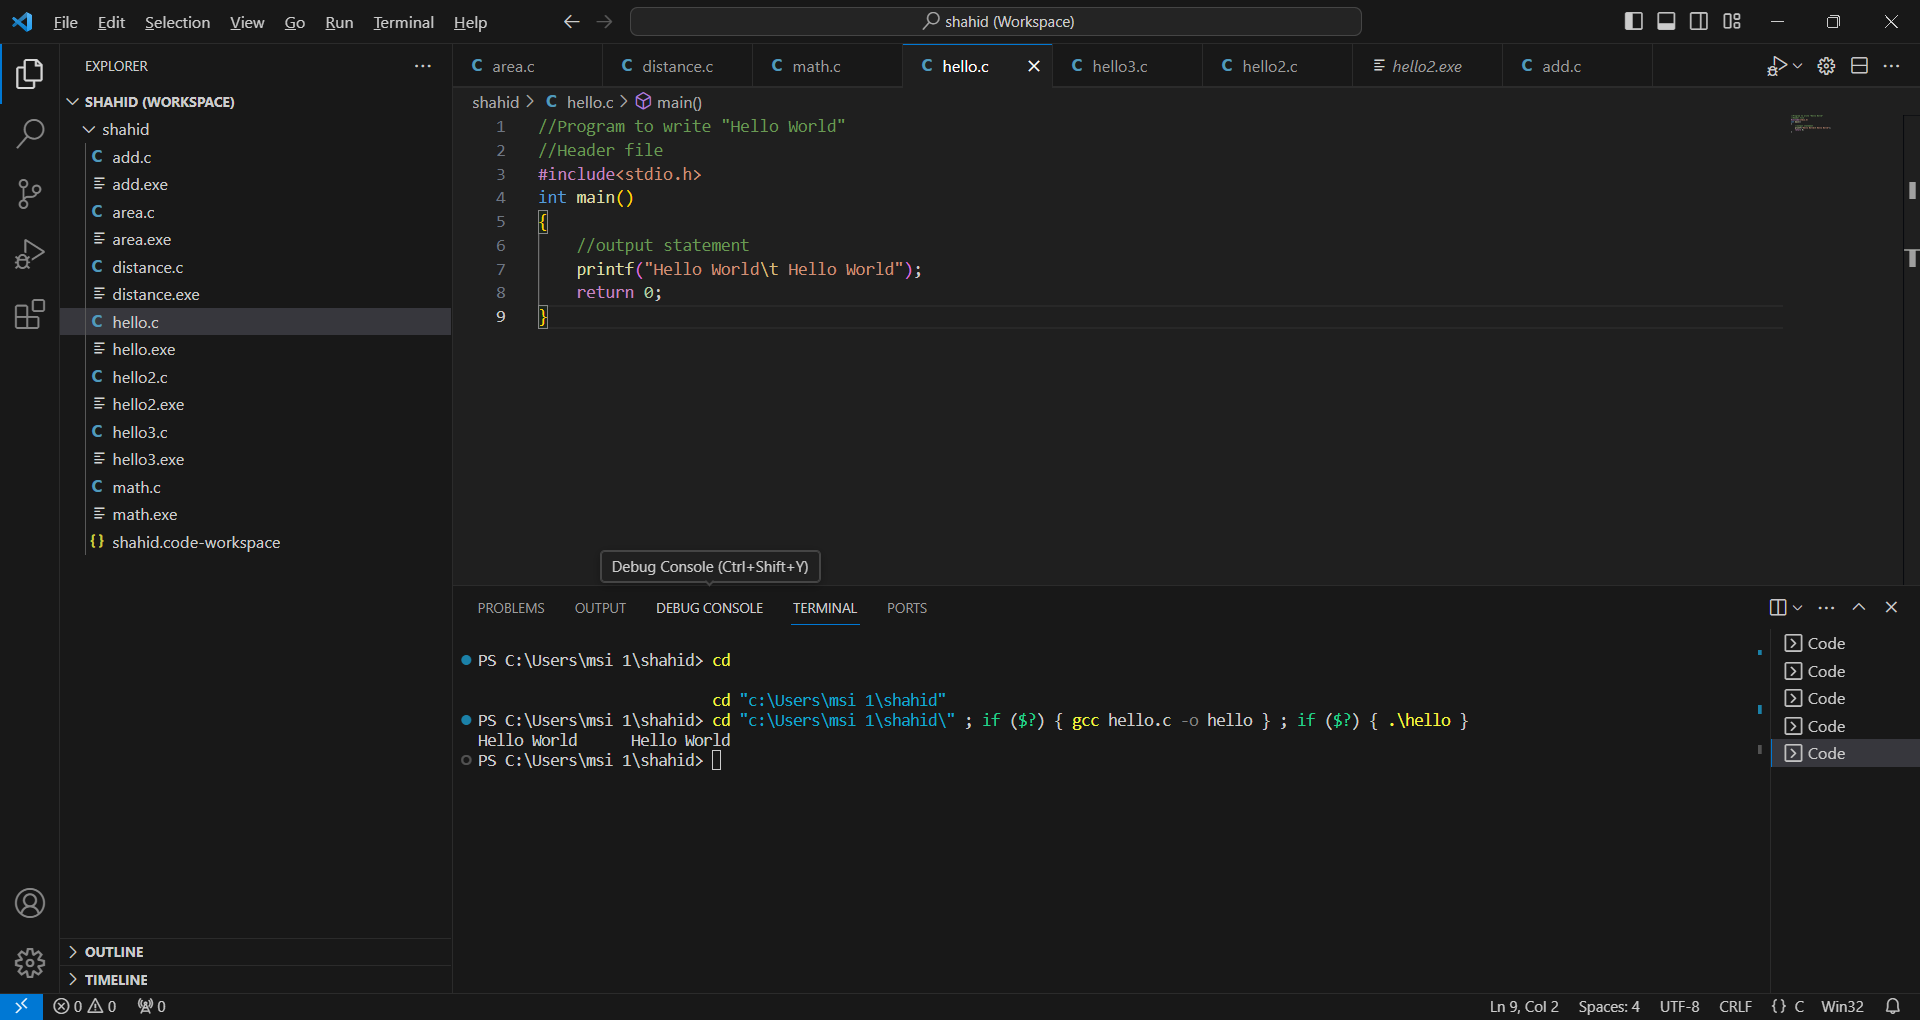 File Edit Selection View Go Run Terminal Help
shahid (Workspace)
EXPLORER
SHAHID (WORKSPACE)
shahid
C add.c
add.exe
C area.c
area.exe
C distance.c
distance.exe
C hello.c
hello.exe
C hello2.c
hello2.exe
C hello3.c
hello3.exe
C math.c
math.exe
{} shahid.code-workspace
OUTLINE
TIMELINE
C area.c C distance.c C math.c C hello.c C hello3.c C hello2.c hello2.exe C add.c
shahid > C hello.c > main()
1 //Program to write "Hello World"
2 //Header file
3 #include<stdio.h>
4 int main()
5 {
6 //output statement
7 printf("Hello World\t Hello World");
8 return 0;
9 }
Debug Console (Ctrl+Shift+Y)
PROBLEMS OUTPUT DEBUG CONSOLE TERMINAL PORTS
PS C:\Users\msi 1\shahid> cd
cd "c:\Users\msi 1\shahid"
PS C:\Users\msi 1\shahid> cd "c:\Users\msi 1\shahid\" ; if ($?) { gcc hello.c -o hello } ; if ($?) { .\hello }
Hello World Hello World
PS C:\Users\msi 1\shahid>
Code
Code
Code
Code
Code
0 0 0
Ln 9, Col 2 Spaces: 4 UTF-8 CRLF {} C Win32